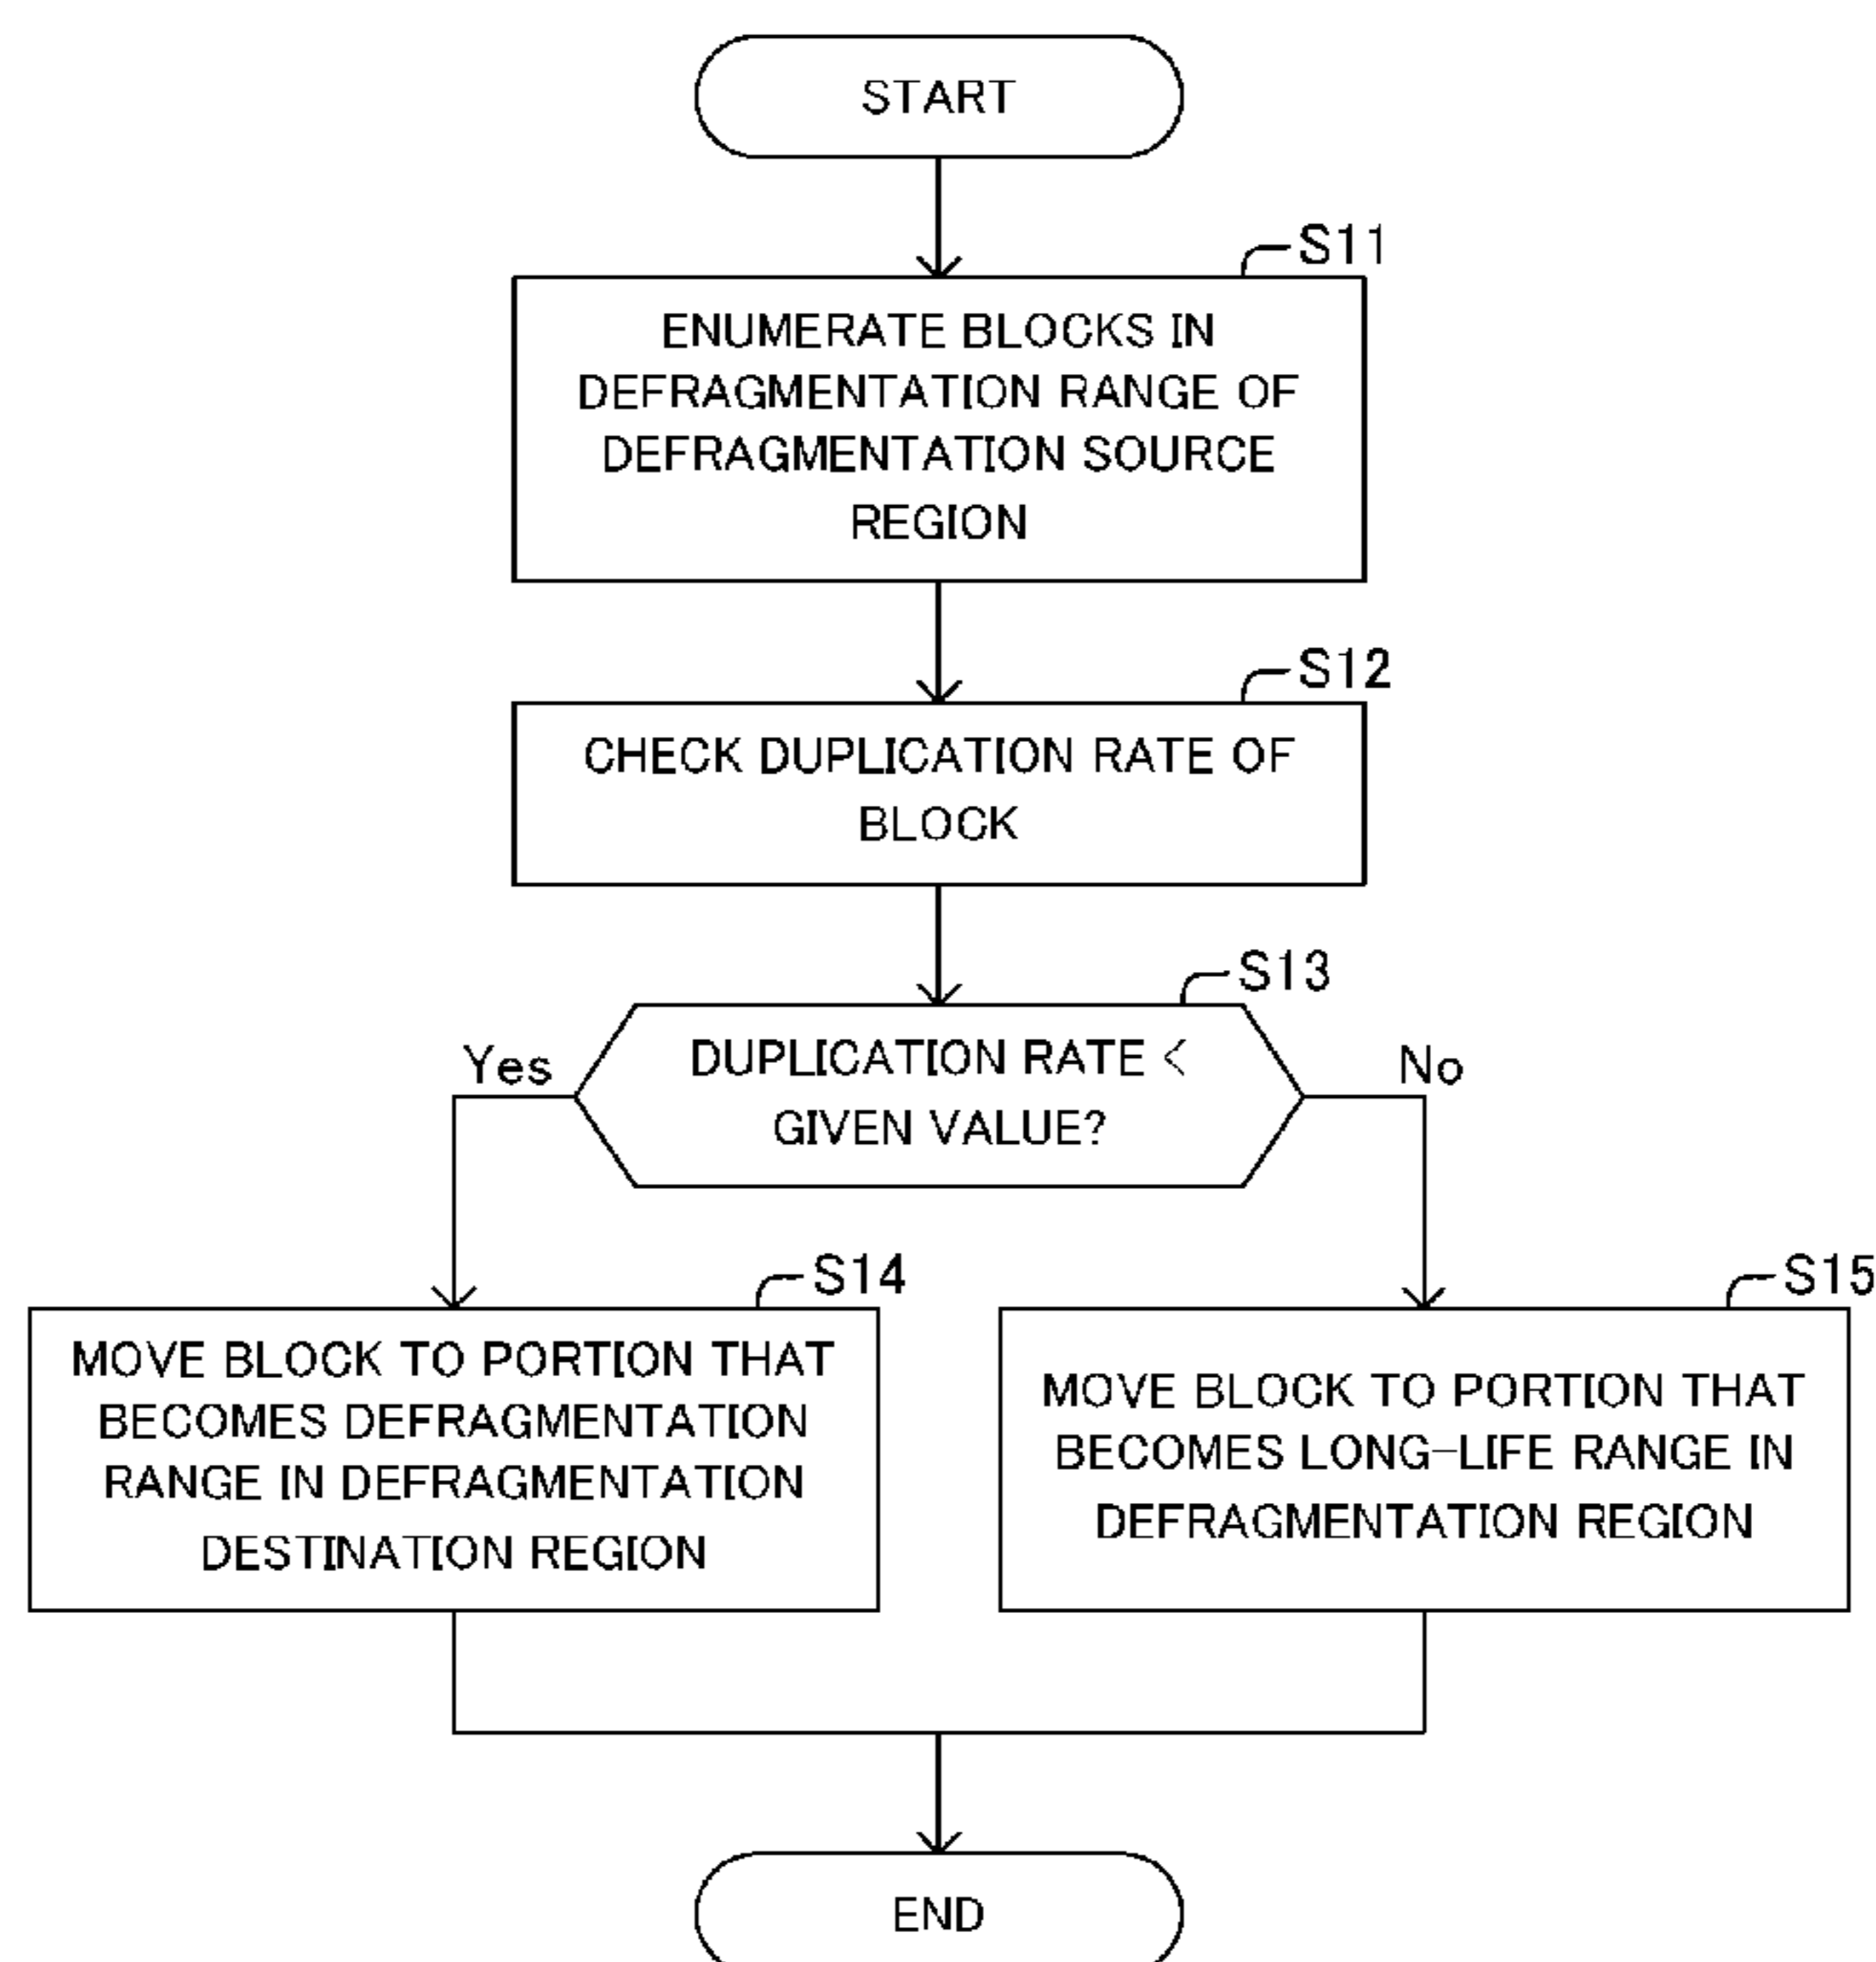 START
S11
ENUMERATE BLOCKS IN
DEFRAGMENTATION RANGE OF
DEFRAGMENTATION SOURCE
REGION
S12
CHECK DUPLICATION RATE OF
BLOCK
S13
DUPLICATION RATE <
GIVEN VALUE?
Yes
No
S14
MOVE BLOCK TO PORTION THAT
BECOMES DEFRAGMENTATION
RANGE IN DEFRAGMENTATION
DESTINATION REGION
S15
MOVE BLOCK TO PORTION THAT
BECOMES LONG-LIFE RANGE IN
DEFRAGMENTATION REGION
END